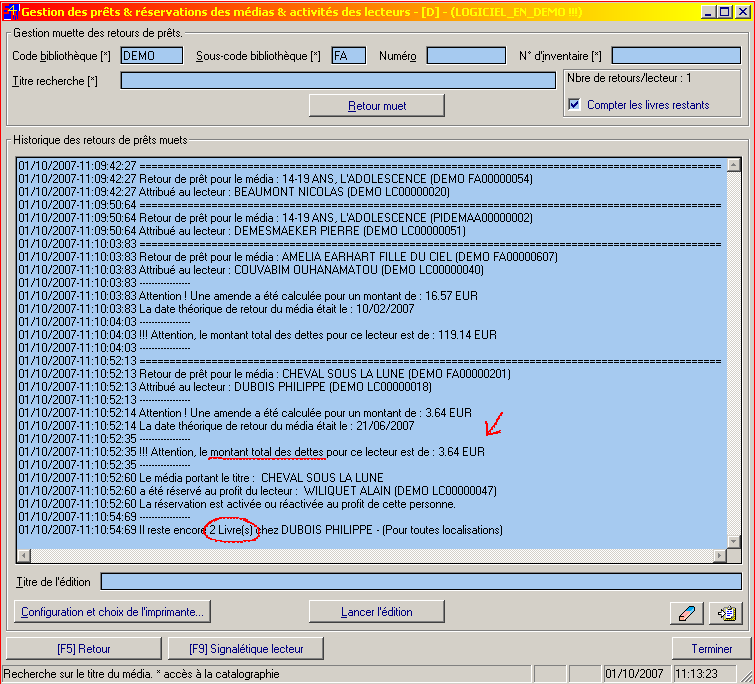 Gestion des prêts & réservations des médias & activités des lecteurs - [D] - (LOGICIEL_EN_DEMO !!!)
Gestion muette des retours de prêts.
Code bibliothèque [*] DEMO Sous-code bibliothèque [*] FA Numéro N° d'inventaire [*]
Titre recherche [*]
Nbre de retours/lecteur : 1
Retour muet
Compter les livres restants
Historique des retours de prêts muets
01/10/2007-11:09:42:27 ==================================================
01/10/2007-11:09:42:27 Retour de prêt pour le média : 14-19 ANS, L'ADOLESCENCE (DEMO FA00000054)
01/10/2007-11:09:42:27 Attribué au lecteur : BEAUMONT NICOLAS (DEMO LC00000020)
01/10/2007-11:09:50:64 ==================================================
01/10/2007-11:09:50:64 Retour de prêt pour le média : 14-19 ANS, L'ADOLESCENCE (PIDEMAA00000002)
01/10/2007-11:09:50:64 Attribué au lecteur : DEMESMAEKER PIERRE (DEMO LC00000051)
01/10/2007-11:10:03:83 ==================================================
01/10/2007-11:10:03:83 Retour de prêt pour le média : AMELIA EARHART FILLE DU CIEL (DEMO FA00000607)
01/10/2007-11:10:03:83 Attribué au lecteur : COUVABIM OUHANAMATOU (DEMO LC00000040)
01/10/2007-11:10:03:83 ----------------
01/10/2007-11:10:03:83 Attention ! Une amende a été calculée pour un montant de : 16.57 EUR
01/10/2007-11:10:03:83 La date théorique de retour du média était le : 10/02/2007
01/10/2007-11:10:04:03 ----------------
01/10/2007-11:10:04:03 !!! Attention, le montant total des dettes pour ce lecteur est de : 119.14 EUR
01/10/2007-11:10:04:03 ----------------
01/10/2007-11:10:52:13 ==================================================
01/10/2007-11:10:52:13 Retour de prêt pour le média : CHEVAL SOUS LA LUNE (DEMO FA00000201)
01/10/2007-11:10:52:13 Attribué au lecteur : DUBOIS PHILIPPE (DEMO LC00000018)
01/10/2007-11:10:52:13 ----------------
01/10/2007-11:10:52:14 Attention ! Une amende a été calculée pour un montant de : 3.64 EUR
01/10/2007-11:10:52:14 La date théorique de retour du média était le : 21/06/2007
01/10/2007-11:10:52:35 ----------------
01/10/2007-11:10:52:35 !!! Attention, le montant total des dettes pour ce lecteur est de : 3.64 EUR
01/10/2007-11:10:52:35 ----------------
01/10/2007-11:10:52:60 Le média portant le titre : CHEVAL SOUS LA LUNE
01/10/2007-11:10:52:60 a été réservé au profit du lecteur : WILIQUET ALAIN (DEMO LC00000047)
01/10/2007-11:10:52:60 La réservation est activée ou réactivée au profit de cette personne.
01/10/2007-11:10:54:69 ----------------
01/10/2007-11:10:54:69 Il reste encore 2 Livre(s) chez DUBOIS PHILIPPE - (Pour toutes localisations)
Titre de l'édition
Configuration et choix de l'imprimante... Lancer l'édition
[F5] Retour [F9] Signalétique lecteur Terminer
Recherche sur le titre du média. * accès à la catalographie 01/10/2007 11:13:23